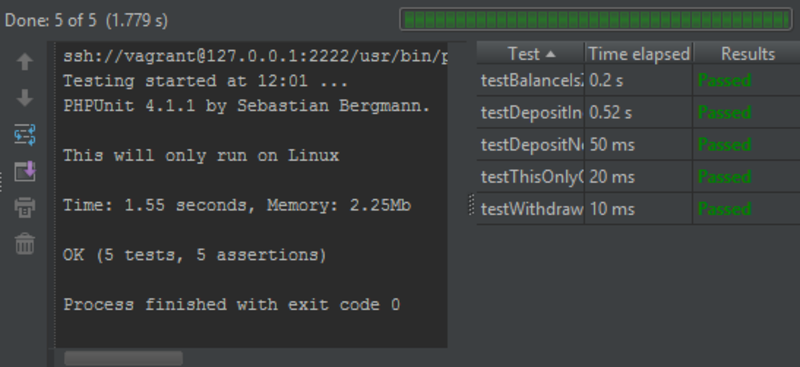 Done: 5 of 5 (1.779 s)
ssh://vagrant@127.0.0.1:2222/usr/bin/p
Testing started at 12:01 ...
PHPUnit 4.1.1 by Sebastian Bergmann.
This will only run on Linux
Time: 1.55 seconds, Memory: 2.25Mb
OK (5 tests, 5 assertions)
Process finished with exit code 0
Test Time elapsed Results
testBalanceIsZ 0.2 s Passed
testDepositIn 0.52 s Passed
testDepositNe 50 ms Passed
testThisOnlyO 20 ms Passed
testWithdraw 10 ms Passed